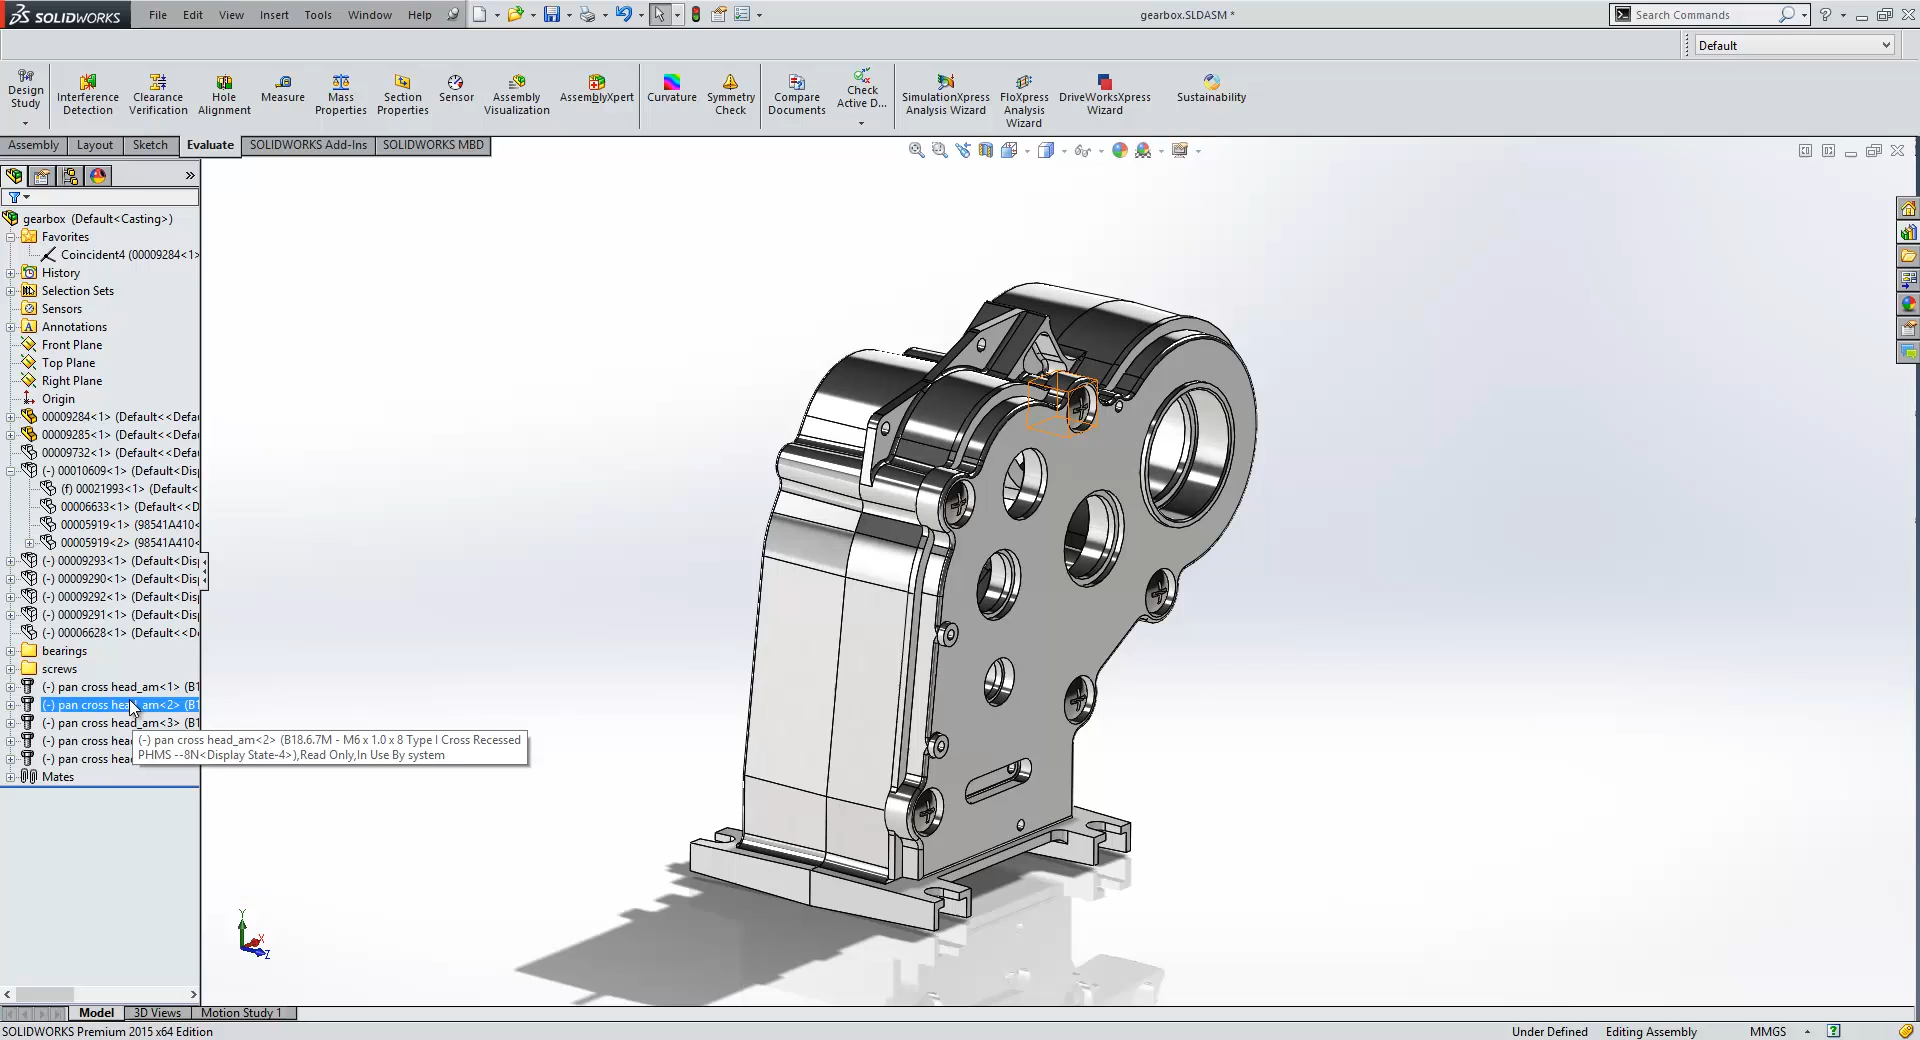 SOLIDWORKS
File Edit View Insert Tools Window Help
gearbox.SLDASM *
Search Commands
Default
Design
Study
Interference
Detection
Clearance
Verification
Hole
Alignment
Measure
Mass
Properties
Section
Properties
Sensor
Assembly
Visualization
AssemblyXpert
Curvature
Symmetry
Check
Compare
Documents
Check
Active D...
SimulationXpress
Analysis Wizard
FloXpress
Analysis
Wizard
DriveWorksXpress
Wizard
Sustainability
Assembly Layout Sketch Evaluate SOLIDWORKS Add-Ins SOLIDWORKS MBD
gearbox (Default<Casting>)
Favorites
Coincident4 (00009284<1>
History
Selection Sets
Sensors
Annotations
Front Plane
Top Plane
Right Plane
Origin
00009284<1> (Default<<Defa
00009285<1> (Default<<Defa
00009732<1> (Default<<Defa
(-) 00010609<1> (Default<Disp
(f) 00021993<1> (Default<
00006633<1> (Default<<D
00005919<1> (98541A410<
00005919<2> (98541A410<
(-) 00009293<1> (Default<Disp
(-) 00009290<1> (Default<Disp
(-) 00009292<1> (Default<Disp
(-) 00009291<1> (Default<Disp
(-) 00006628<1> (Default<<De
bearings
screws
(-) pan cross head_am<1> (B1
(-) pan cross head_am<2> (B1
(-) pan cross head_am<3> (B1
(-) pan cross hea
(-) pan cross hea
(-) pan cross head_am<2> (B18.6.7M - M6 x 1.0 x 8 Type I Cross Recessed
PHMS --8N<Display State-4>),Read Only,In Use By system
Mates
Y
X
Z
Model 3D Views Motion Study 1
SOLIDWORKS Premium 2015 x64 Edition
Under Defined Editing Assembly MMGS